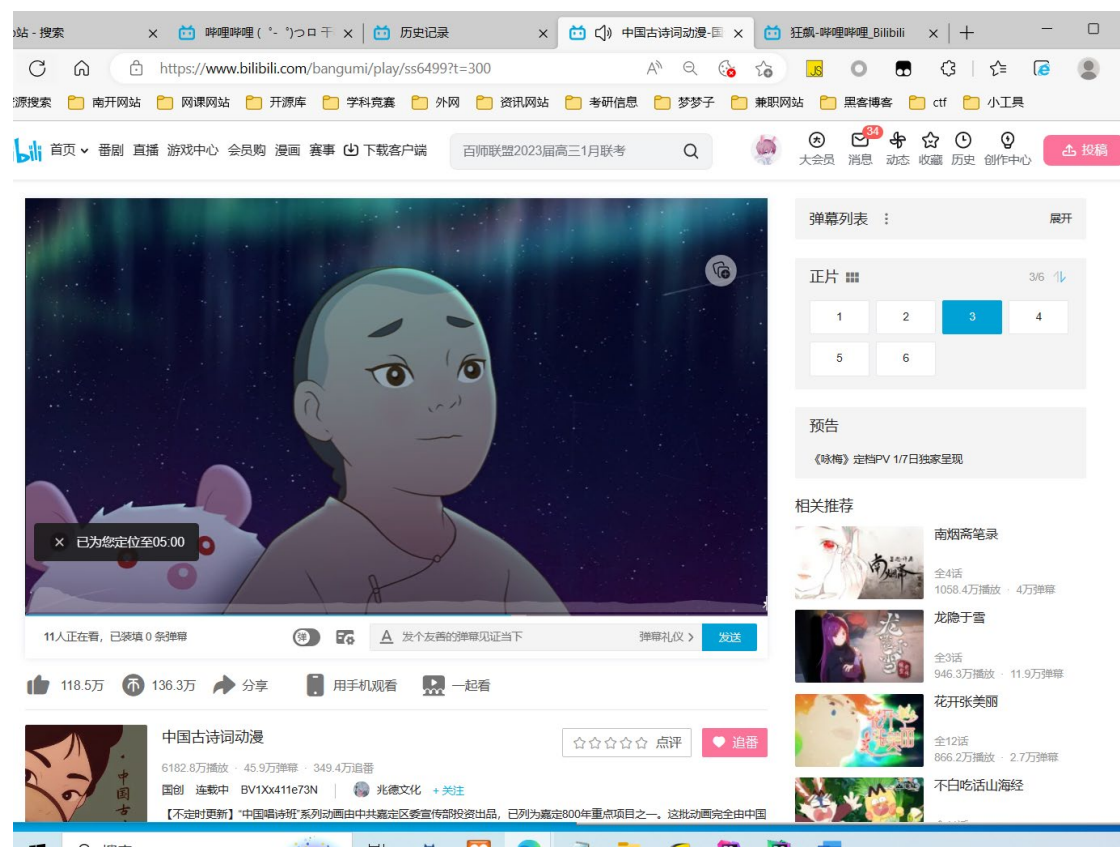 站 - 搜索
哔哩哔哩 ( ゜- ゜)つロ 干
历史记录
中国古诗词动漫-国
狂飙-哔哩哔哩_Bilibili
https://www.bilibili.com/bangumi/play/ss6499?t=300
源搜索 南开网站 网课网站 开源库 学科竞赛 外网 资讯网站 考研信息 梦梦子 兼职网站 黑客博客 ctf 小工具
bili 首页 番剧 直播 游戏中心 会员购 漫画 赛事 下载客户端 百师联盟2023届高三1月联考 大会员 34 消息 动态 收藏 历史 创作中心 投稿
弹幕列表 展开
正片 3/6
1 2 3 4
5 6
预告
《咏梅》定档PV 1/7日独家呈现
相关推荐
南烟斋笔录
全4话
1058.4万播放 · 4万弹幕
龙隐于雪
全3话
946.3万播放 · 11.9万弹幕
花开张美丽
全12话
866.2万播放 · 2.7万弹幕
不白吃话山海经
已为您定位至05:00
11人正在看，已装填 0 条弹幕 弹 A 发个友善的弹幕见证当下 弹幕礼仪 发送
118.5万 136.3万 分享 用手机观看 一起看
中国古诗词动漫 点评 追番
6182.8万播放 · 45.9万弹幕 · 349.4万追番
国创 连载中 BV1Xx411e73N 兆德文化 +关注
【不定时更新】"中国唱诗班"系列动画由中共嘉定区委宣传部投资出品，已列为嘉定800年重点项目之一。这批动画完全由中国
中国古